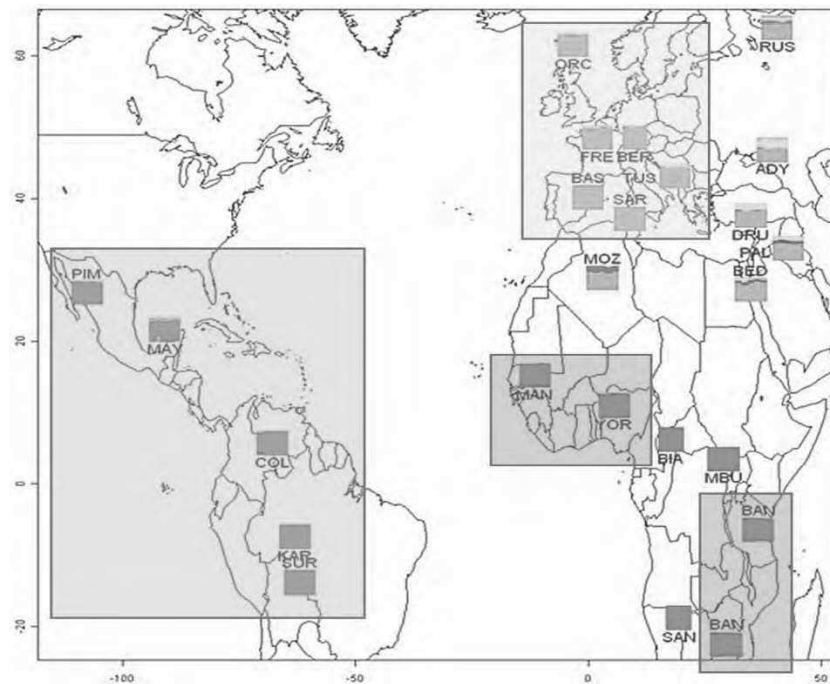 60
40
20
0
-20
-100
-50
0
50
ORC
RUS
FRE BER
ADY
BAS TUS
SAR
DRU
PAL
BED
MOZ
PIM
MAY
MAN
YOR
COL
BIA
MBU
BAN
KAR
SUR
SAN
BAN